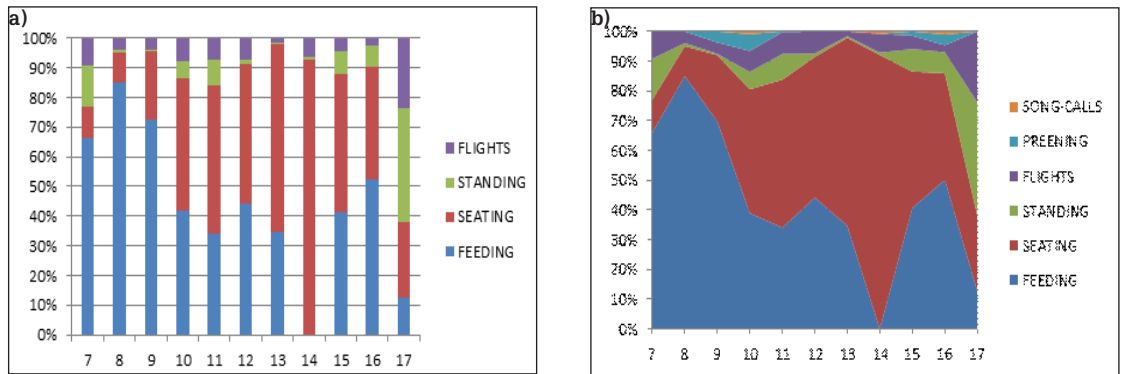 a)
100%
90%
80%
70%
60%
50%
40%
30%
20%
10%
0%
7 8 9 10 11 12 13 14 15 16 17
FLIGHTS
STANDING
SEATING
FEEDING
b)
100%
90%
80%
70%
60%
50%
40%
30%
20%
10%
0%
7 8 9 10 11 12 13 14 15 16 17
SONG-CALLS
PREENING
FLIGHTS
STANDING
SEATING
FEEDING